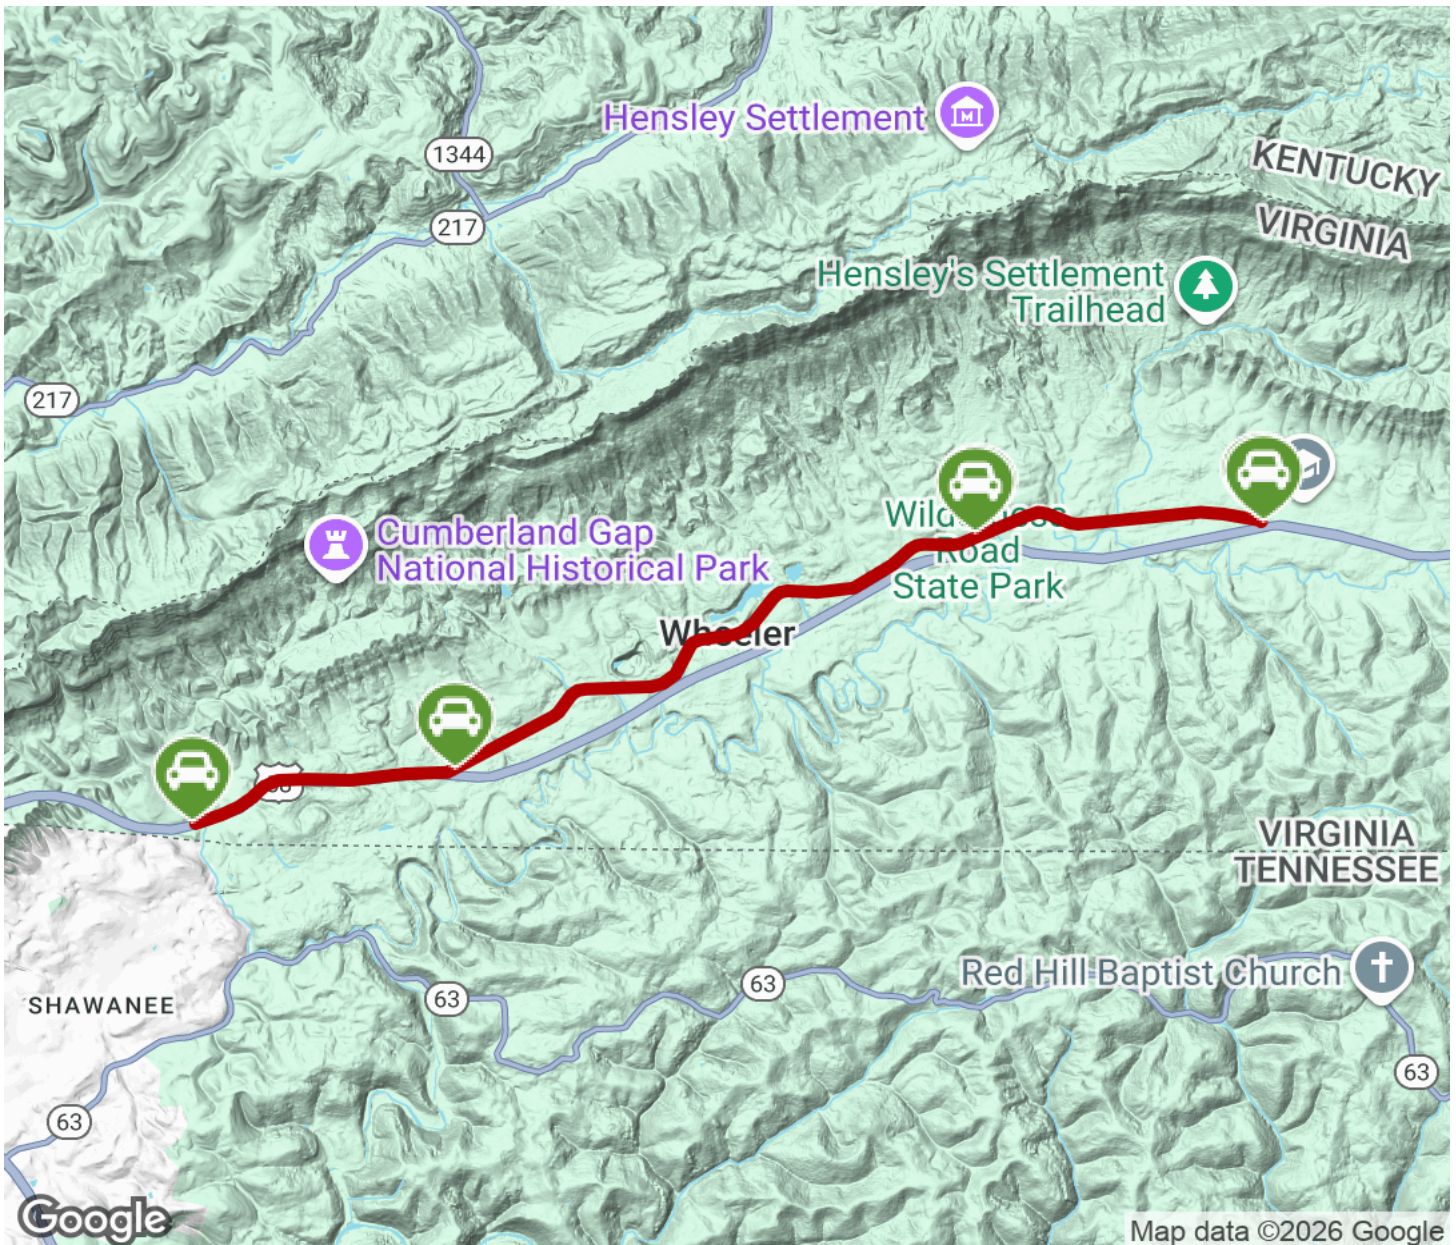 Hensley Settlement
1344
KENTUCKY
VIRGINIA
217
Hensley's Settlement
Trailhead
217
Road
State Park
Cumberland Gap
National Historical Park
Wheeler
VIRGINIA
TENNESSEE
Red Hill Baptist Church
63
63
SHAWANEE
63
63
Google
Map data ©2026 Google